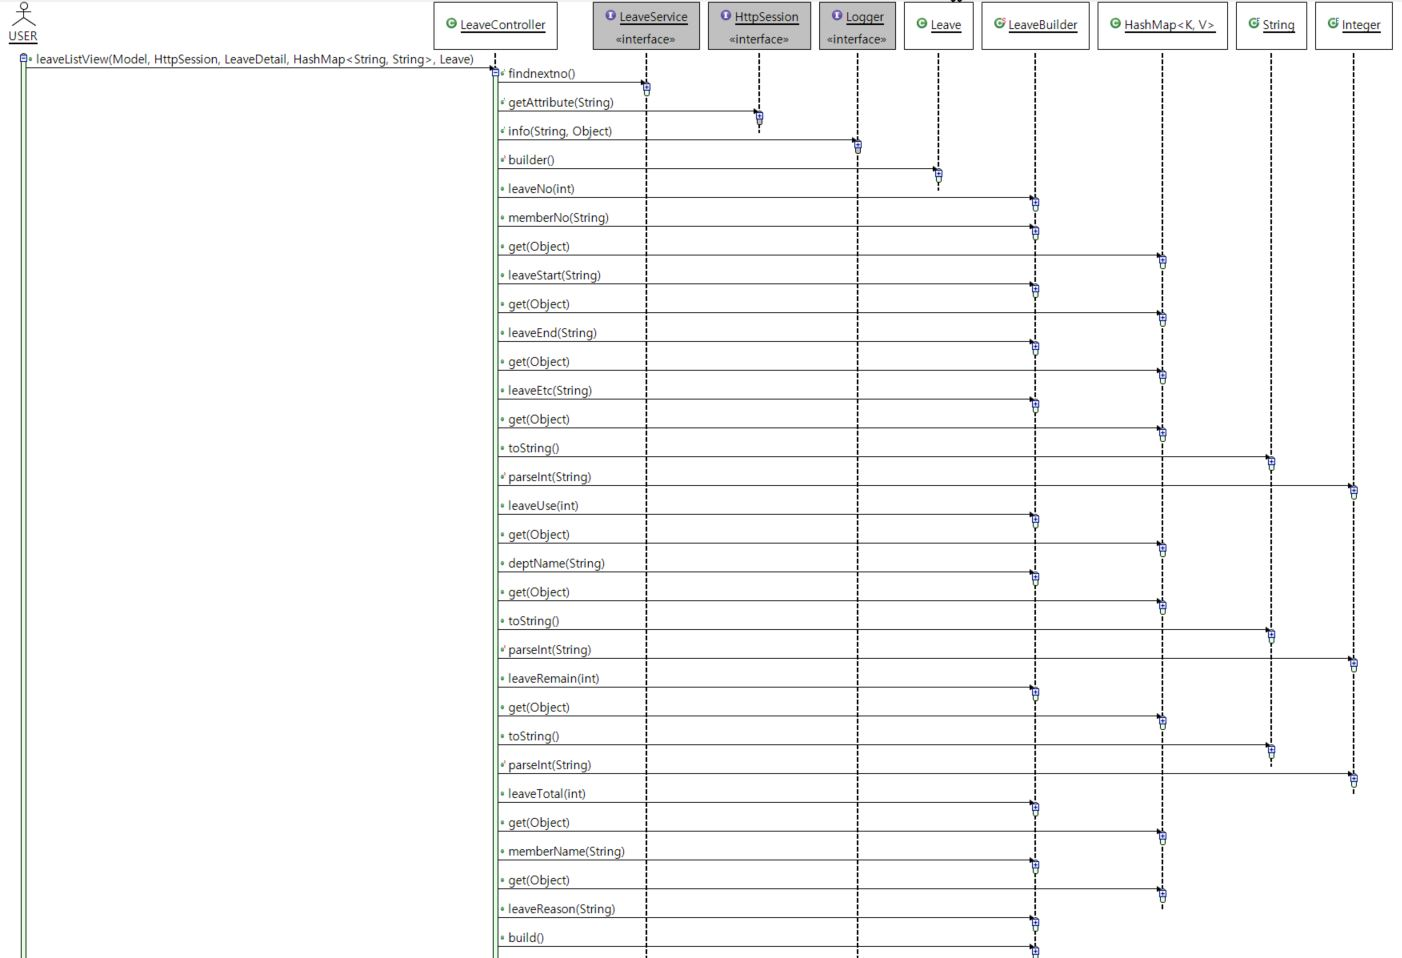 USER
LeaveController
LeaveService
«interface»
HttpSession
«interface»
Logger
«interface»
Leave
LeaveBuilder
HashMap<K, V>
String
Integer
leaveListView(Model, HttpSession, LeaveDetail, HashMap<String, String>, Leave)
findnextno()
getAttribute(String)
info(String, Object)
builder()
leaveNo(int)
memberNo(String)
get(Object)
leaveStart(String)
get(Object)
leaveEnd(String)
get(Object)
leaveEtc(String)
get(Object)
toString()
parseInt(String)
leaveUse(int)
get(Object)
deptName(String)
get(Object)
toString()
parseInt(String)
leaveRemain(int)
get(Object)
toString()
parseInt(String)
leaveTotal(int)
get(Object)
memberName(String)
get(Object)
leaveReason(String)
build()